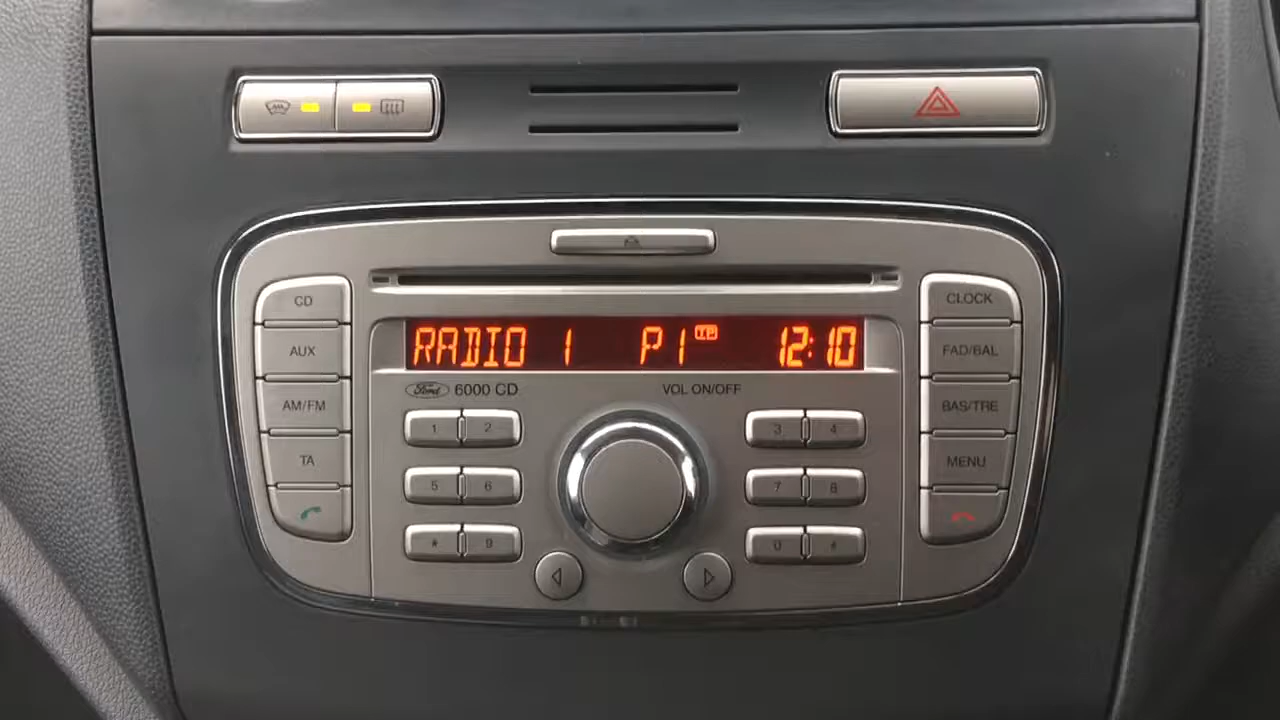 RADIO 1 P1 TP 12:10
Ford 6000 CD
VOL ON/OFF
CD
AUX
AM/FM
TA
1 2
5 6
* 9
3 4
7 8
0
CLOCK
FAD/BAL
BAS/TRE
MENU